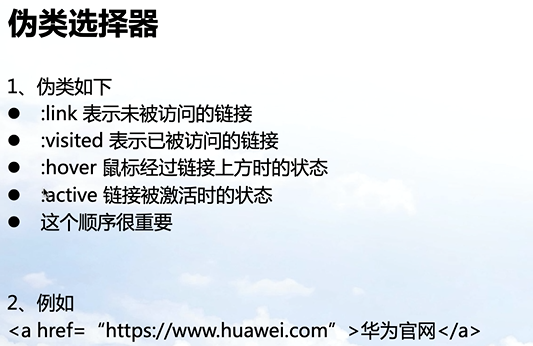 伪类选择器
1、伪类如下
● :link 表示未被访问的链接
● :visited 表示已被访问的链接
● :hover 鼠标经过链接上方时的状态
● :active 链接被激活时的状态
● 这个顺序很重要
2、例如
<a href=“https://www.huawei.com”>华为官网</a>